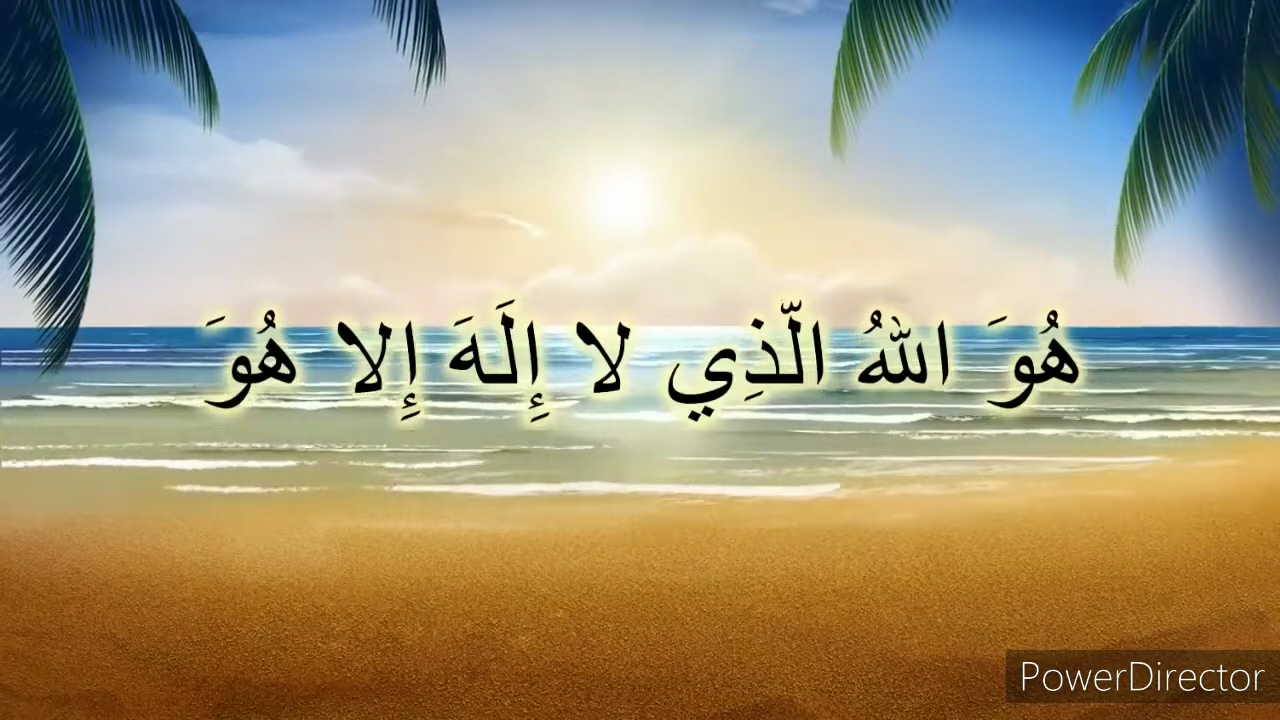 هُوَ اللهُ الّذِي لا إِلَهَ إِلا هُوَ
PowerDirector